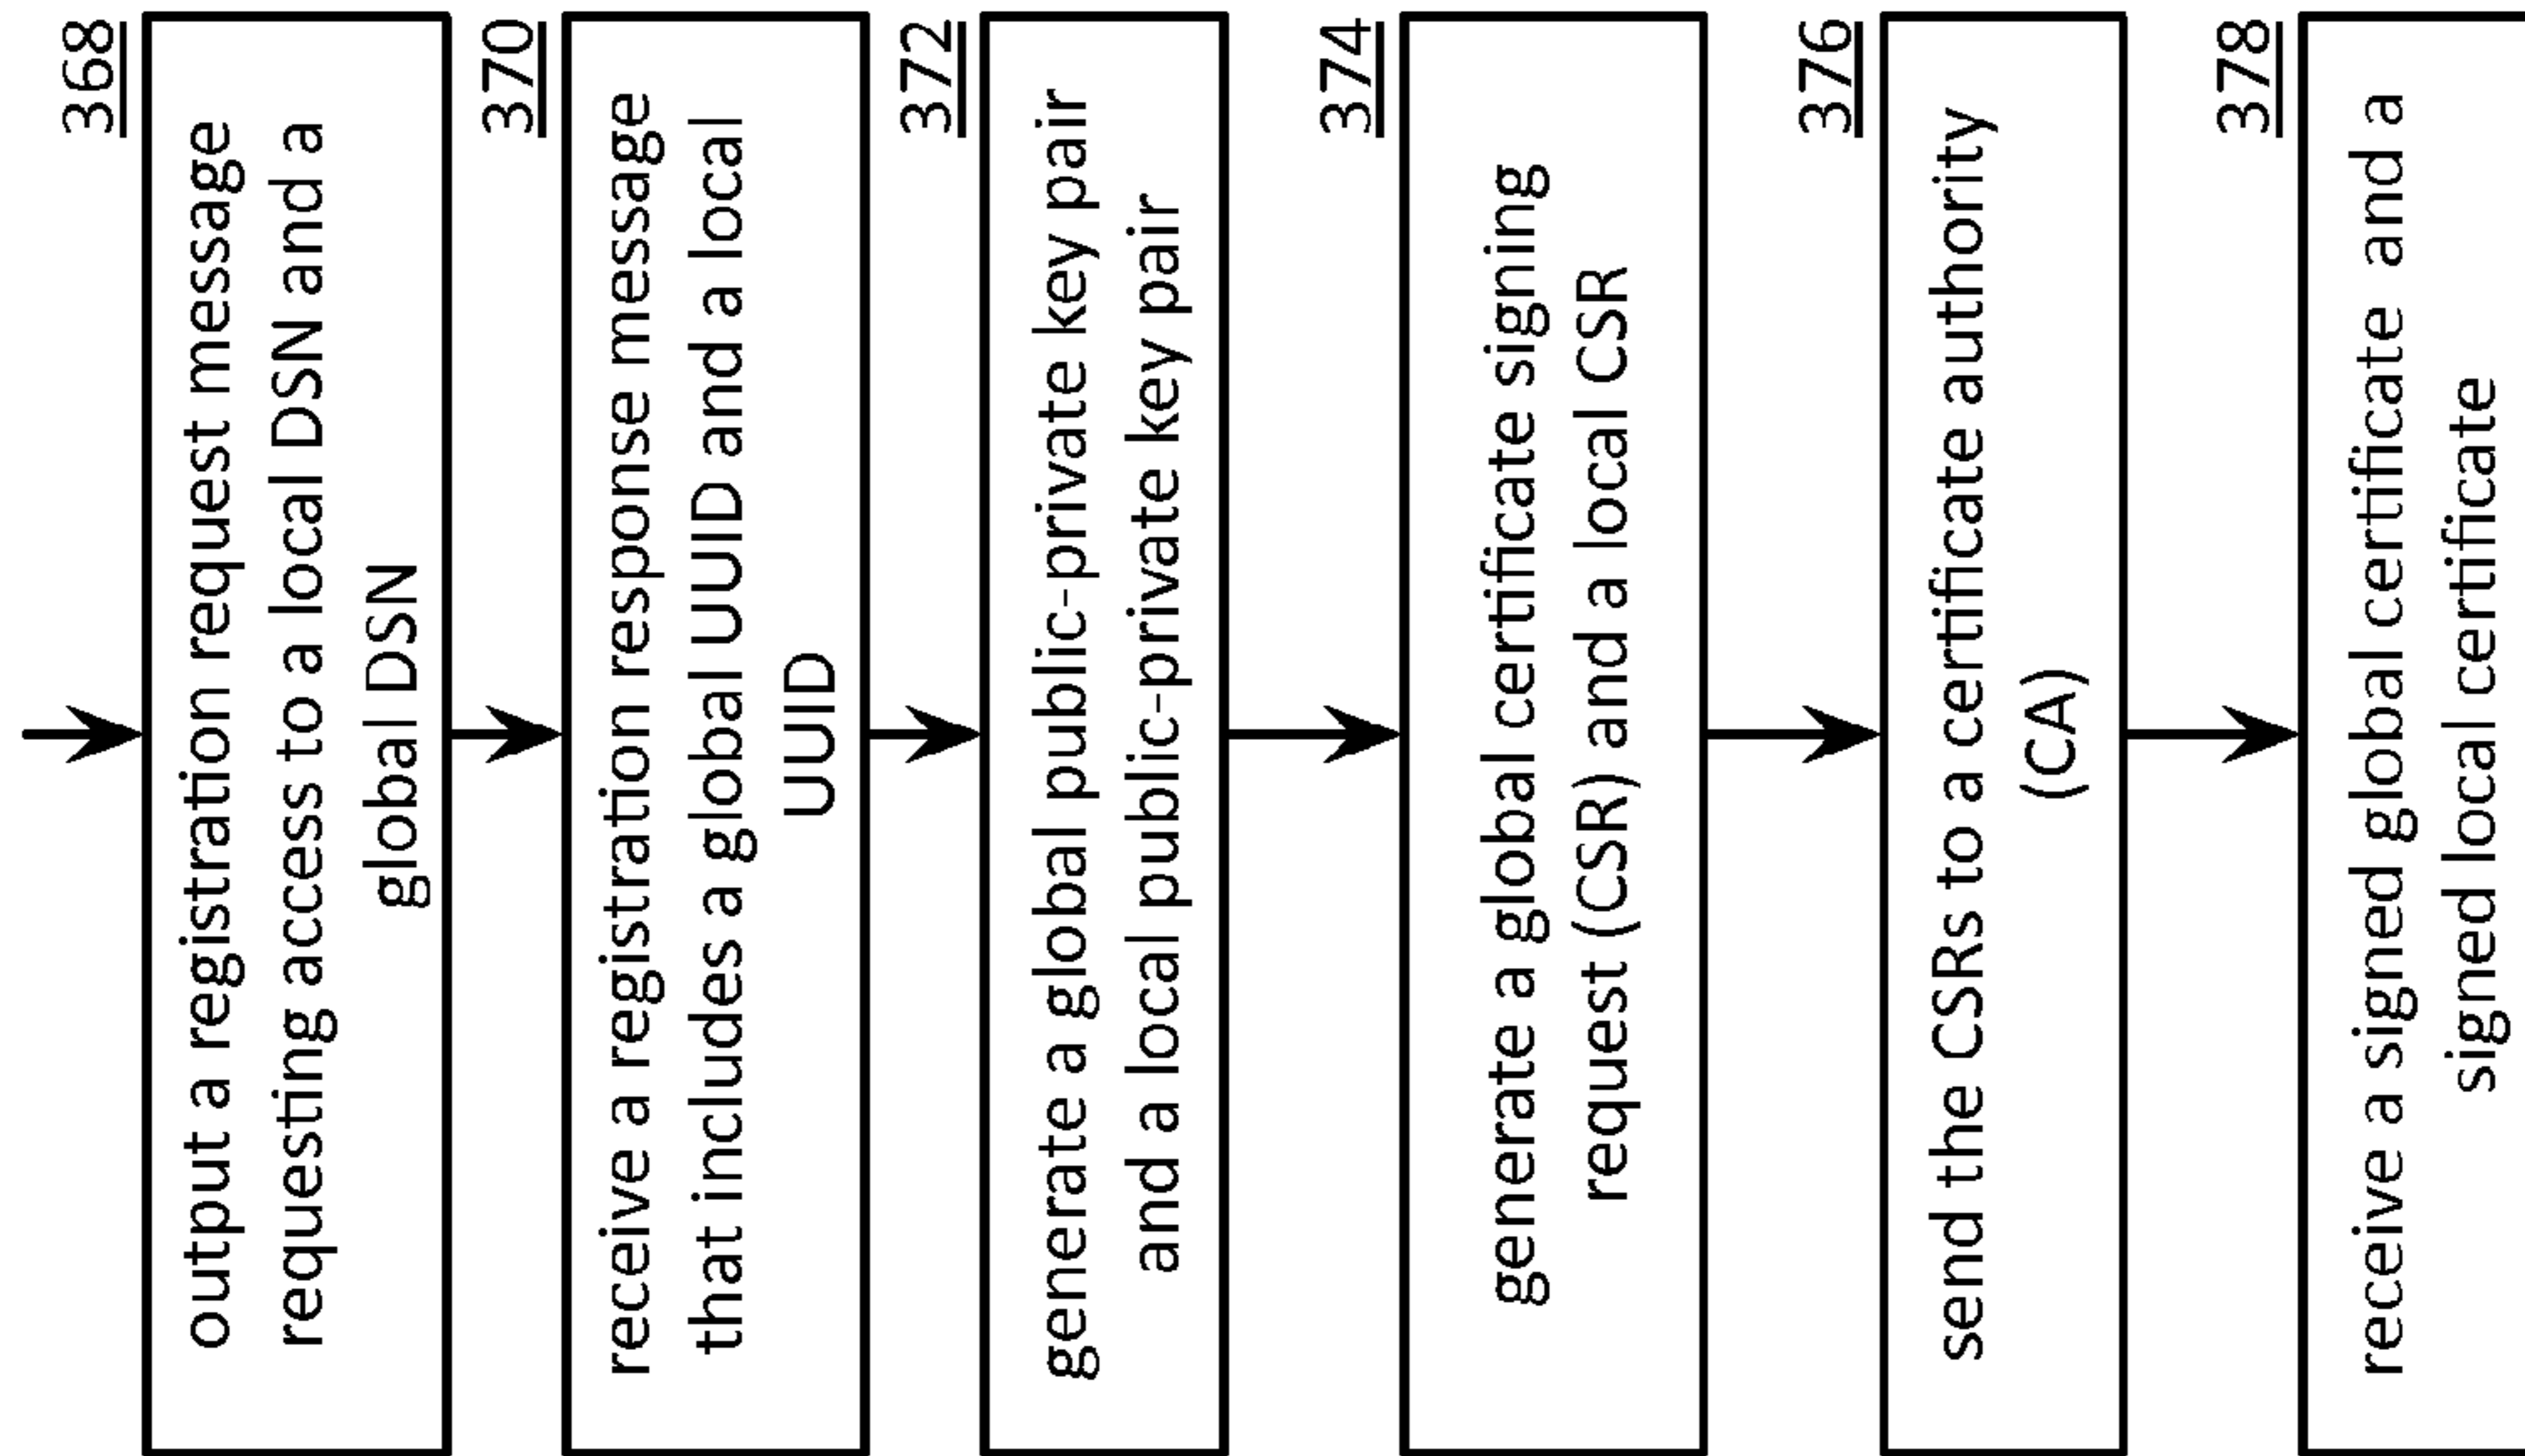 368
output a registration request message
requesting access to a local DSN and a
global DSN
370
receive a registration response message
that includes a global UUID and a local
UUID
372
generate a global public-private key pair
and a local public-private key pair
374
generate a global certificate signing
request (CSR) and a local CSR
376
send the CSRs to a certificate authority
(CA)
378
receive a signed global certificate and a
signed local certificate